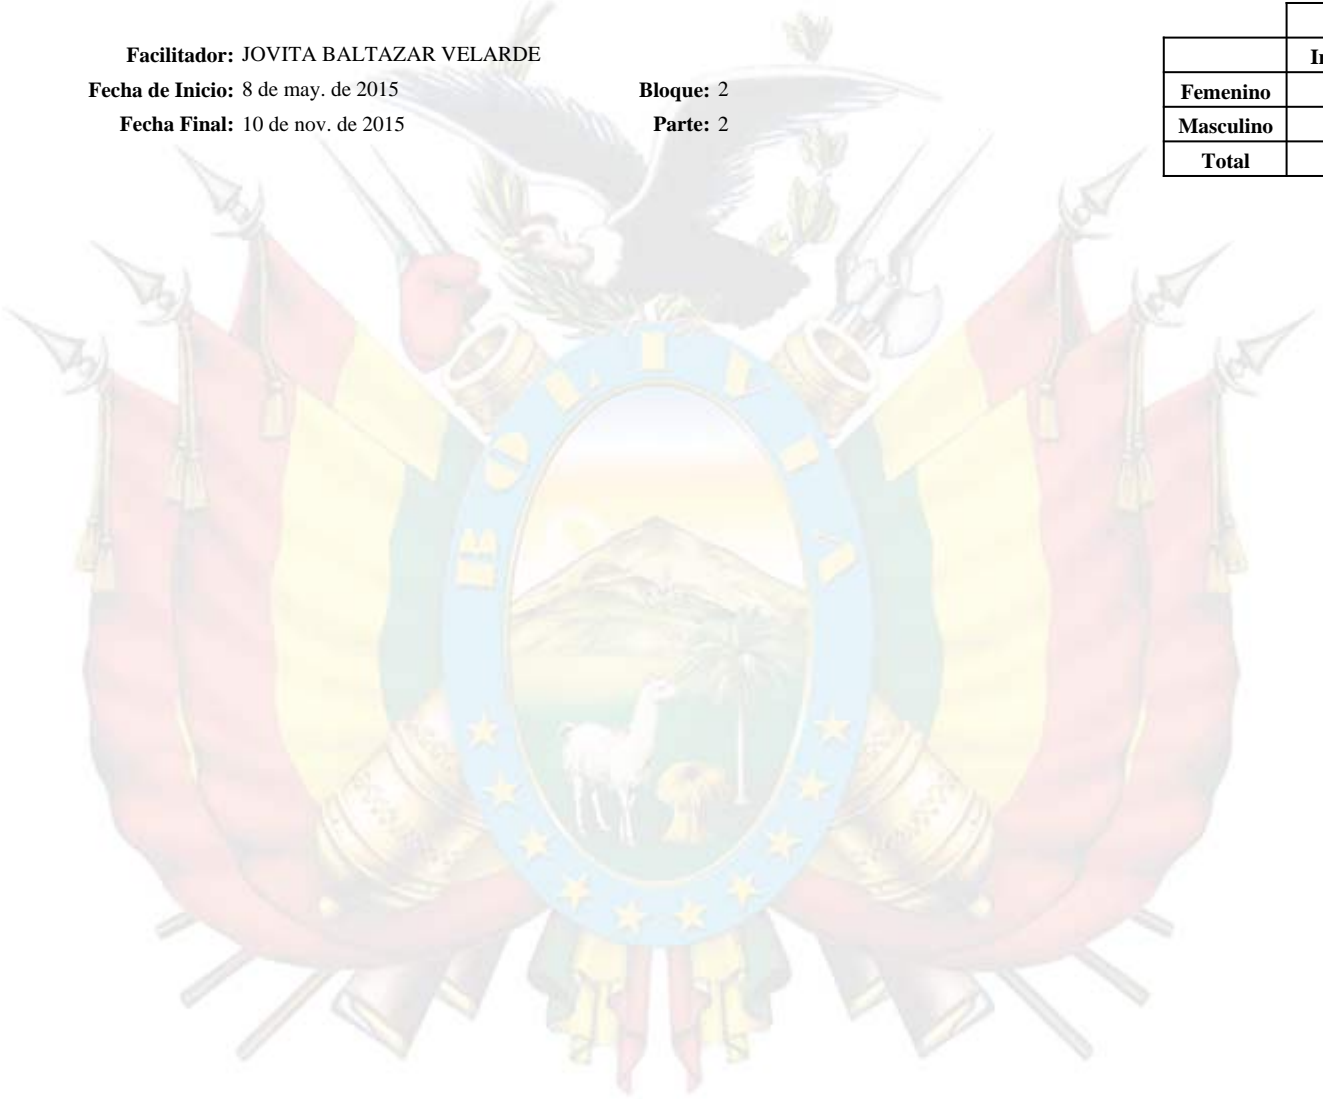 Facilitador: JOVITA BALTAZAR VELARDE
Fecha de Inicio: 8 de may. de 2015 Bloque: 2
Fecha Final: 10 de nov. de 2015 Parte: 2
Femenino
Masculino
Total
BOLIVIA